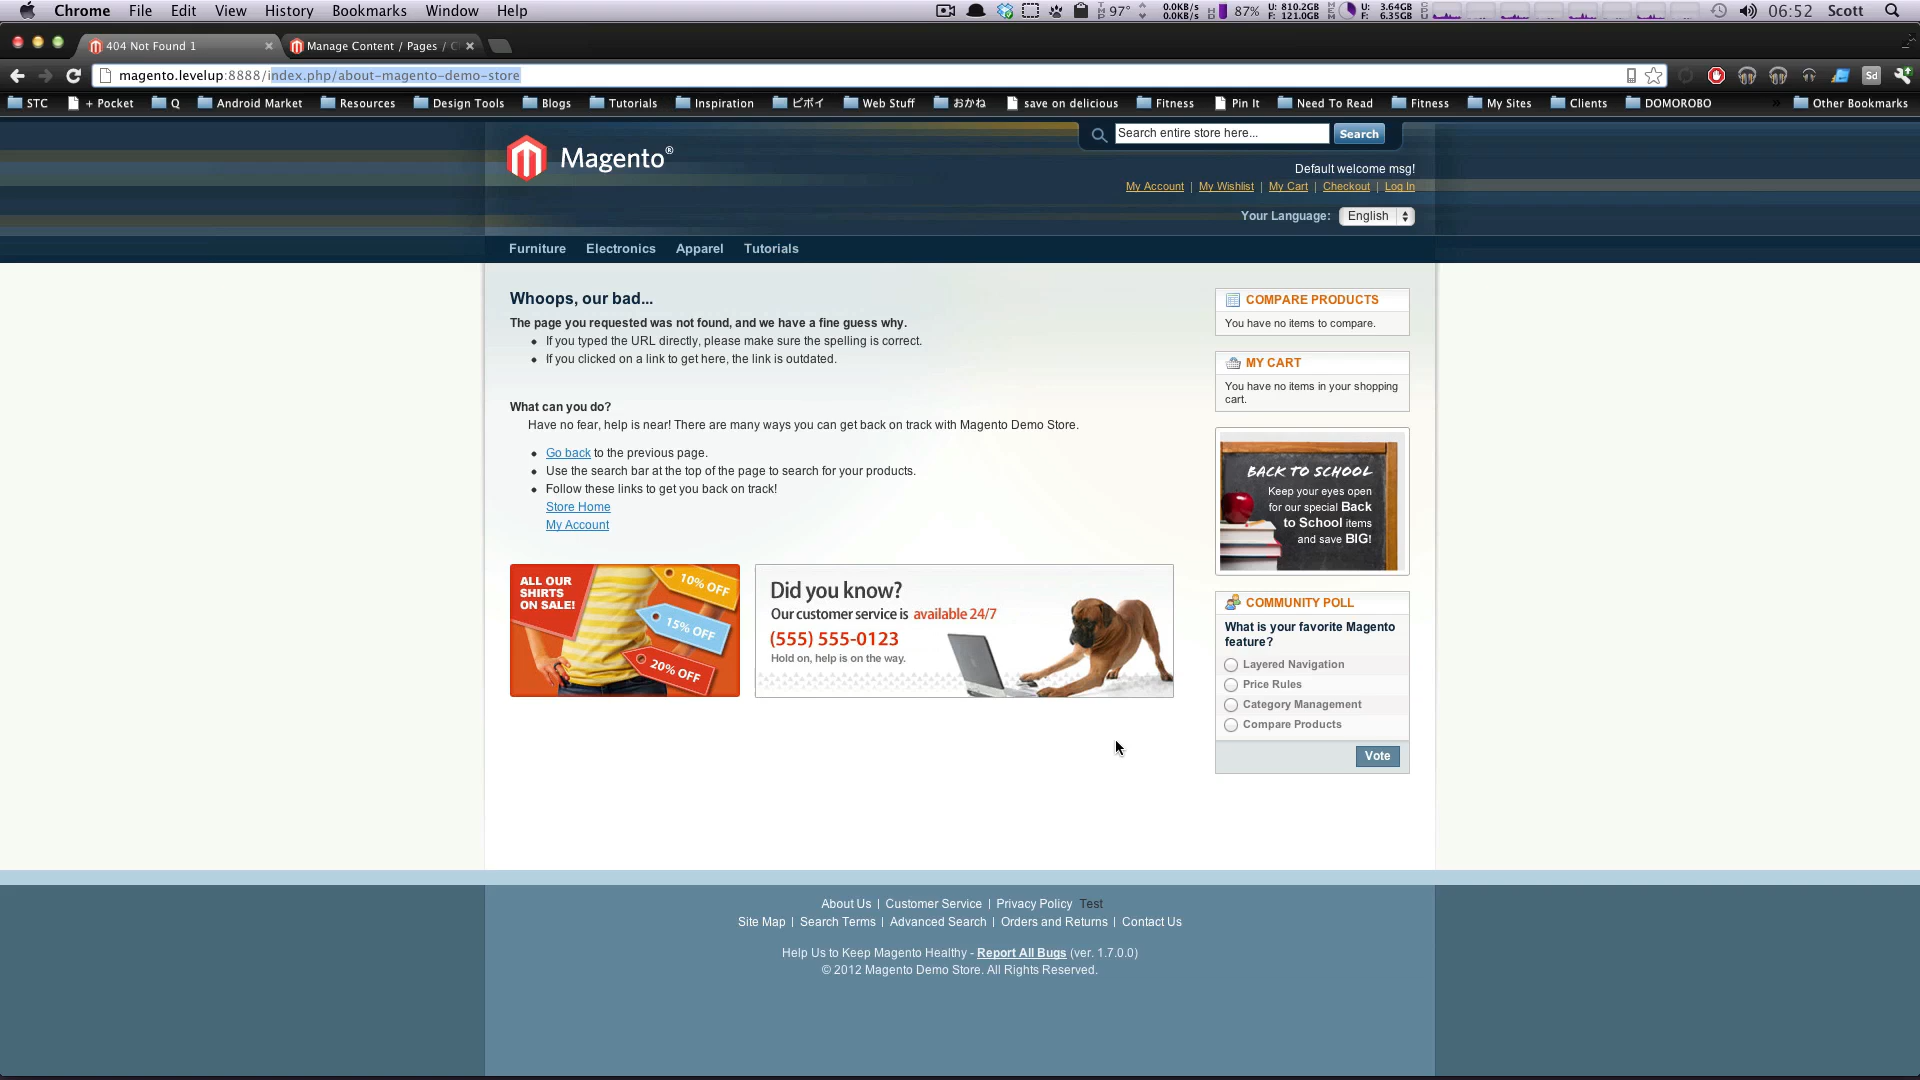 Chrome File Edit View History Bookmarks Window Help
97° 0.0KB/s 0.0KB/s 87% U: 810.2GB F: 121.0GB U: 3.64GB F: 6.35GB 06:52 Scott
404 Not Found 1
Manage Content / Pages /
magento.levelup:8888/index.php/about-magento-demo-store
Sd
STC + Pocket Q Android Market Resources Design Tools Blogs Tutorials Inspiration ビボイ Web Stuff おかね save on delicious Fitness Pin It Need To Read Fitness My Sites Clients DOMOROBO » Other Bookmarks
Search entire store here...
Search
Magento®
Default welcome msg!
My Account | My Wishlist | My Cart | Checkout | Log In
Your Language: English
Furniture Electronics Apparel Tutorials
Whoops, our bad...
The page you requested was not found, and we have a fine guess why.
If you typed the URL directly, please make sure the spelling is correct.
If you clicked on a link to get here, the link is outdated.
What can you do?
Have no fear, help is near! There are many ways you can get back on track with Magento Demo Store.
Go back to the previous page.
Use the search bar at the top of the page to search for your products.
Follow these links to get you back on track!
Store Home
My Account
ALL OUR
SHIRTS
ON SALE!
10% OFF
15% OFF
20% OFF
Did you know?
Our customer service is available 24/7
(555) 555-0123
Hold on, help is on the way.
COMPARE PRODUCTS
You have no items to compare.
MY CART
You have no items in your shopping
cart.
BACK TO SCHOOL
Keep your eyes open
for our special Back
to School items
and save BIG!
COMMUNITY POLL
What is your favorite Magento
feature?
Layered Navigation
Price Rules
Category Management
Compare Products
Vote
About Us | Customer Service | Privacy Policy Test
Site Map | Search Terms | Advanced Search | Orders and Returns | Contact Us
Help Us to Keep Magento Healthy - Report All Bugs (ver. 1.7.0.0)
© 2012 Magento Demo Store. All Rights Reserved.